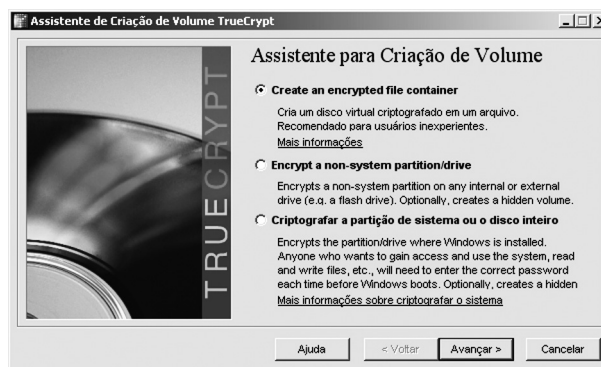 Assistente de Criação de Volume TrueCrypt
TRUECRYPT
Assistente para Criação de Volume
Create an encrypted file container
Cria um disco virtual criptografado em um arquivo.
Recomendado para usuários inexperientes.
Mais informações
Encrypt a non-system partition/drive
Encrypts a non-system partition on any internal or external
drive (e.g. a flash drive). Optionally, creates a hidden volume.
Criptografar a partição de sistema ou o disco inteiro
Encrypts the partition/drive where Windows is installed.
Anyone who wants to gain access and use the system, read
and write files, etc., will need to enter the correct password
each time before Windows boots. Optionally, creates a hidden
Mais informações sobre criptografar o sistema
Ajuda < Voltar Avançar > Cancelar